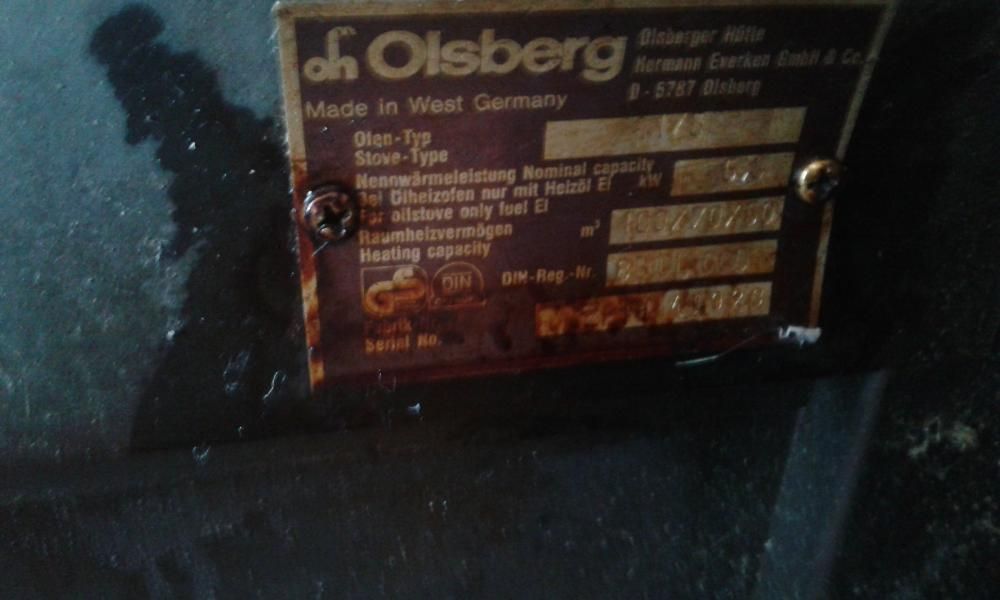 oh Olsberg
Olsberger Hütte
Hermann Everken GmbH & Co.
D - 5787 Olsberg
Made in West Germany
Ofen-Typ
Stove-Type
Nennwärmeleistung Nominal capacity
Bei Ölheizofen nur mit Heizöl El kW
For oilstove only fuel El
Raumheizvermögen m³
Heating capacity
DIN DIN-Reg.-Nr.
Fabrik
Serial No.